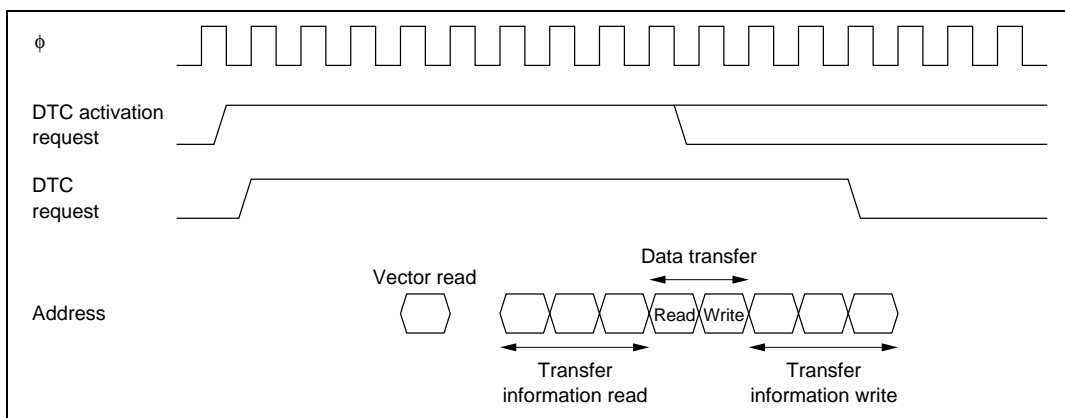 ϕ
DTC activation
request
DTC
request
Data transfer
Vector read
Address
Read Write
Transfer
information read
Transfer
information write